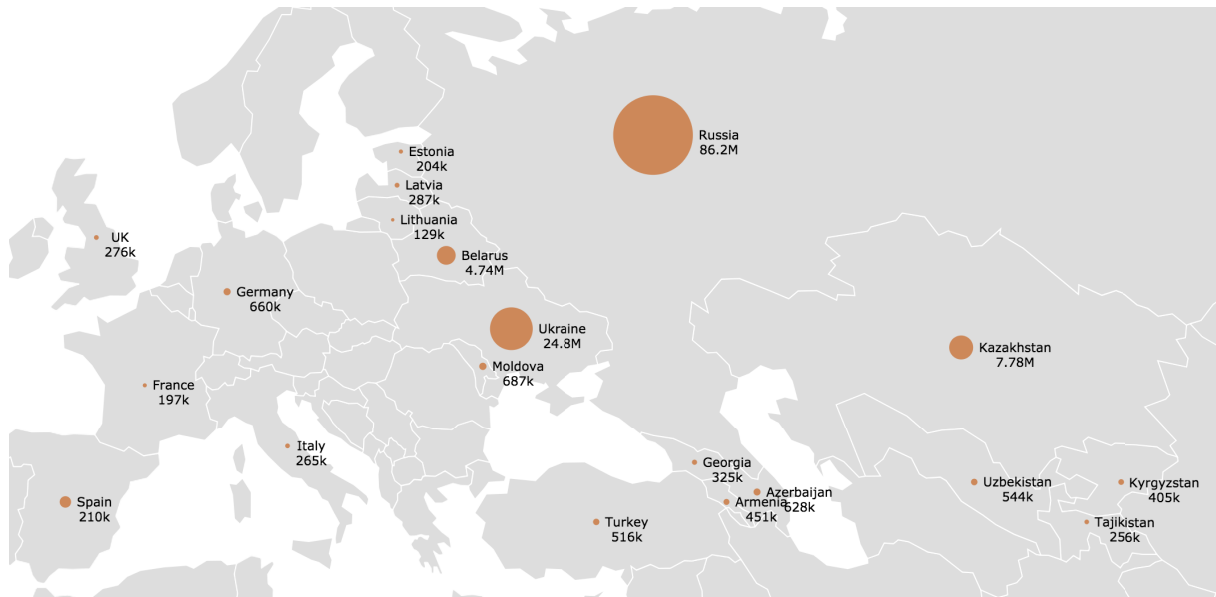 Russia
86.2M
Estonia
204k
Latvia
287k
Lithuania
129k
UK
276k
Belarus
4.74M
Germany
660k
Ukraine
24.8M
Kazakhstan
7.78M
Moldova
687k
France
197k
Italy
265k
Georgia
325k
Spain
210k
Uzbekistan
544k
Kyrgyzstan
405k
Azerbaijan
628k
Armenia
451k
Turkey
516k
Tajikistan
256k